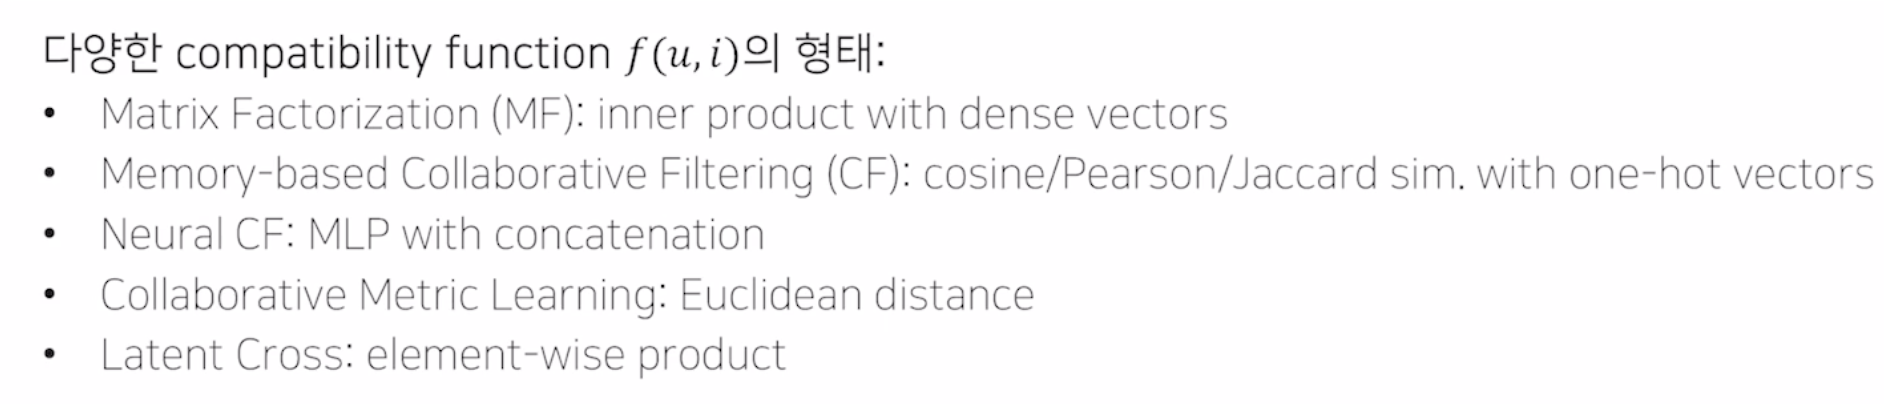 다양한 compatibility function f(u, i)의 형태:
• Matrix Factorization (MF): inner product with dense vectors
• Memory-based Collaborative Filtering (CF): cosine/Pearson/Jaccard sim. with one-hot vectors
• Neural CF: MLP with concatenation
• Collaborative Metric Learning: Euclidean distance
• Latent Cross: element-wise product